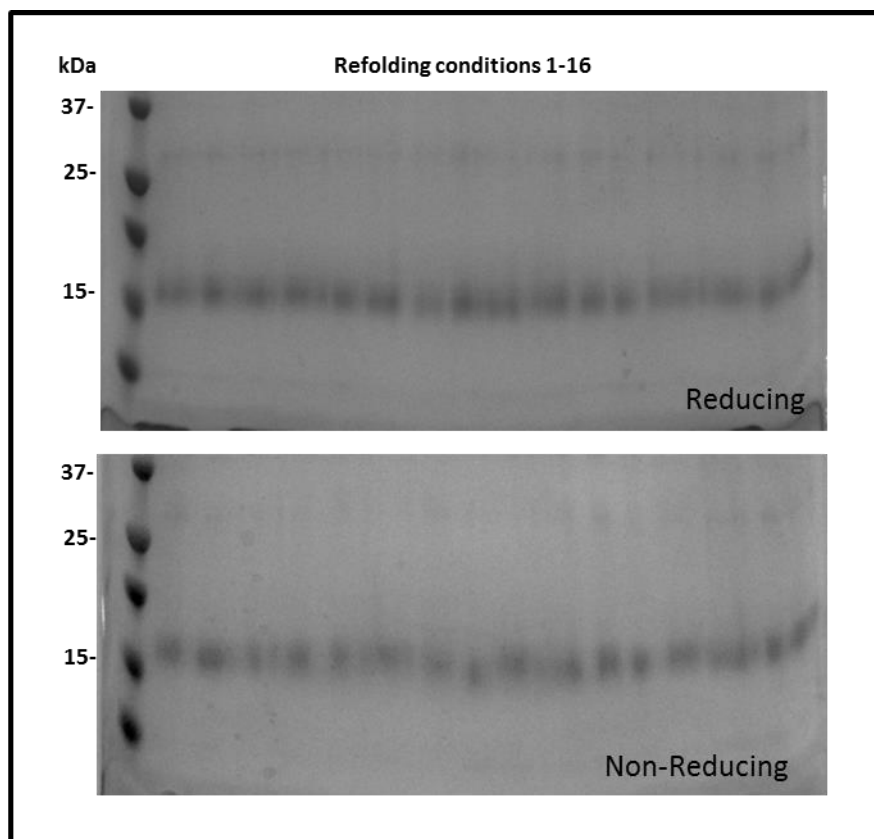 kDa
Refolding conditions 1-16
37-
25-
15-
Reducing
37-
25-
15-
Non-Reducing